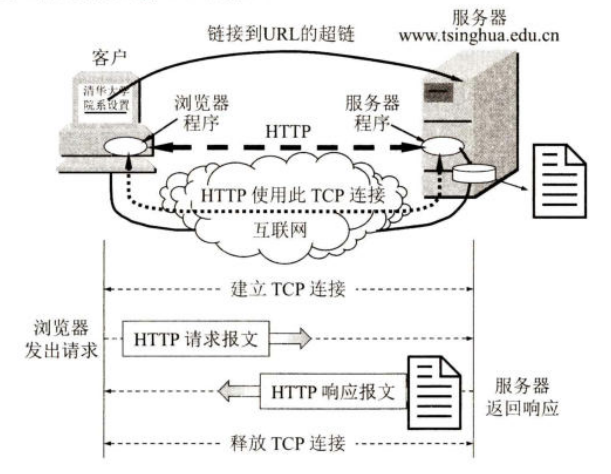 服务器
www.tsinghua.edu.cn
链接到URL的超链
客户
清华大学
院系设置
浏览器
程序
服务器
程序
HTTP
HTTP 使用此 TCP 连接
互联网
建立 TCP 连接
浏览器
发出请求
HTTP 请求报文
HTTP 响应报文
服务器
返回响应
释放 TCP 连接